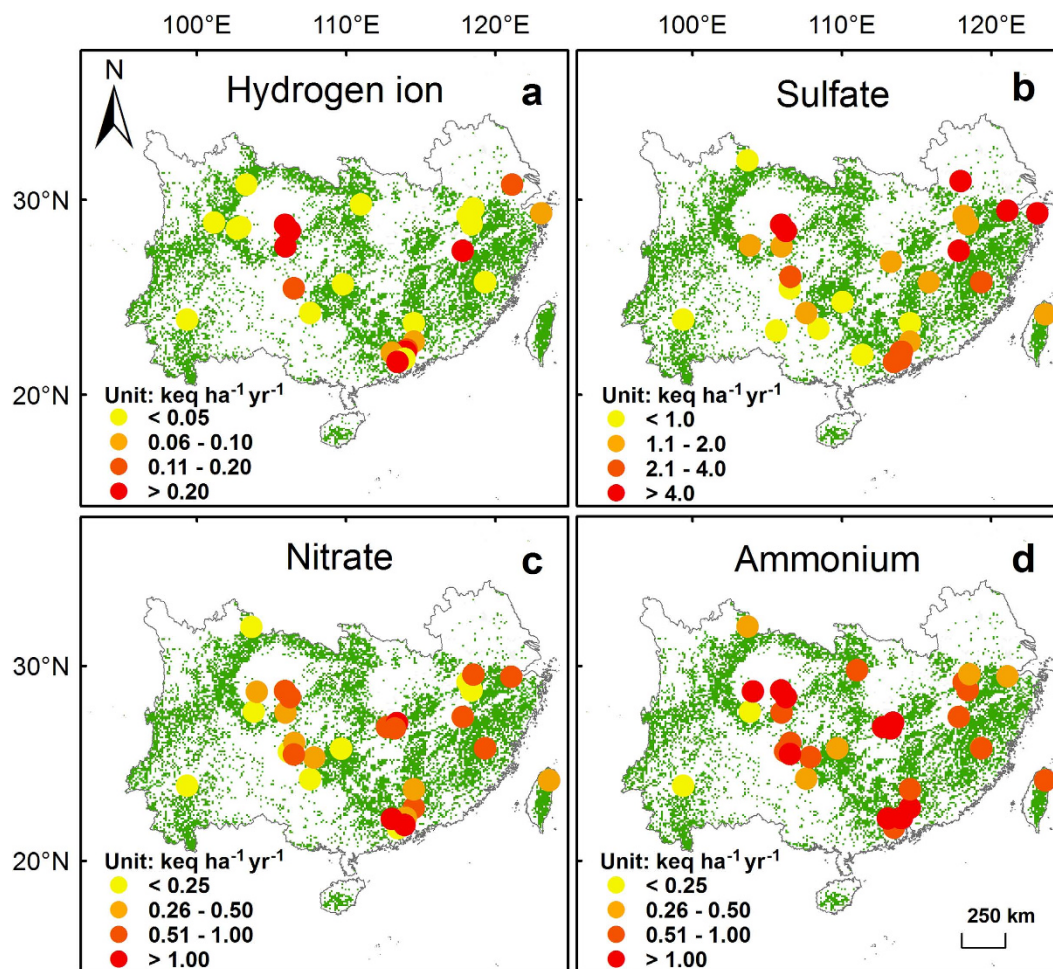 100°E 110°E 120°E 100°E 110°E 120°E
N
Hydrogen ion a
30°N
20°N
Unit: keq ha⁻¹ yr⁻¹
< 0.05
0.06 - 0.10
0.11 - 0.20
> 0.20
Sulfate b
Unit: keq ha⁻¹ yr⁻¹
< 1.0
1.1 - 2.0
2.1 - 4.0
> 4.0
Nitrate c
30°N
20°N
Unit: keq ha⁻¹ yr⁻¹
< 0.25
0.26 - 0.50
0.51 - 1.00
> 1.00
Ammonium d
Unit: keq ha⁻¹ yr⁻¹
< 0.25
0.26 - 0.50
0.51 - 1.00
> 1.00
250 km